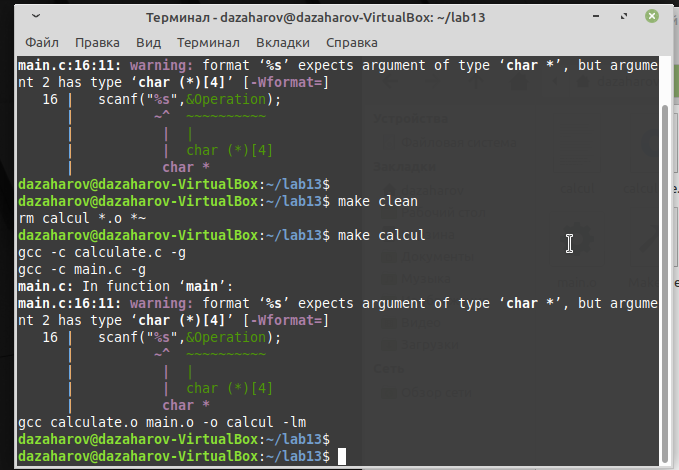 Терминал - dazaharov@dazaharov-VirtualBox: ~/lab13
Файл Правка Вид Терминал Вкладки Справка
main.c:16:11: warning: format ‘%s’ expects argument of type ‘char *’, but argume
nt 2 has type ‘char (*)[4]’ [-Wformat=]
16 | scanf("%s",&Operation);
| ~^ ~~~~~~~~~~
| | |
| | char (*)[4]
| char *
dazaharov@dazaharov-VirtualBox:~/lab13$
dazaharov@dazaharov-VirtualBox:~/lab13$ make clean
rm calcul *.o *~
dazaharov@dazaharov-VirtualBox:~/lab13$ make calcul
gcc -c calculate.c -g
gcc -c main.c -g
main.c: In function ‘main’:
main.c:16:11: warning: format ‘%s’ expects argument of type ‘char *’, but argume
nt 2 has type ‘char (*)[4]’ [-Wformat=]
16 | scanf("%s",&Operation);
| ~^ ~~~~~~~~~~
| | |
| | char (*)[4]
| char *
gcc calculate.o main.o -o calcul -lm
dazaharov@dazaharov-VirtualBox:~/lab13$
dazaharov@dazaharov-VirtualBox:~/lab13$